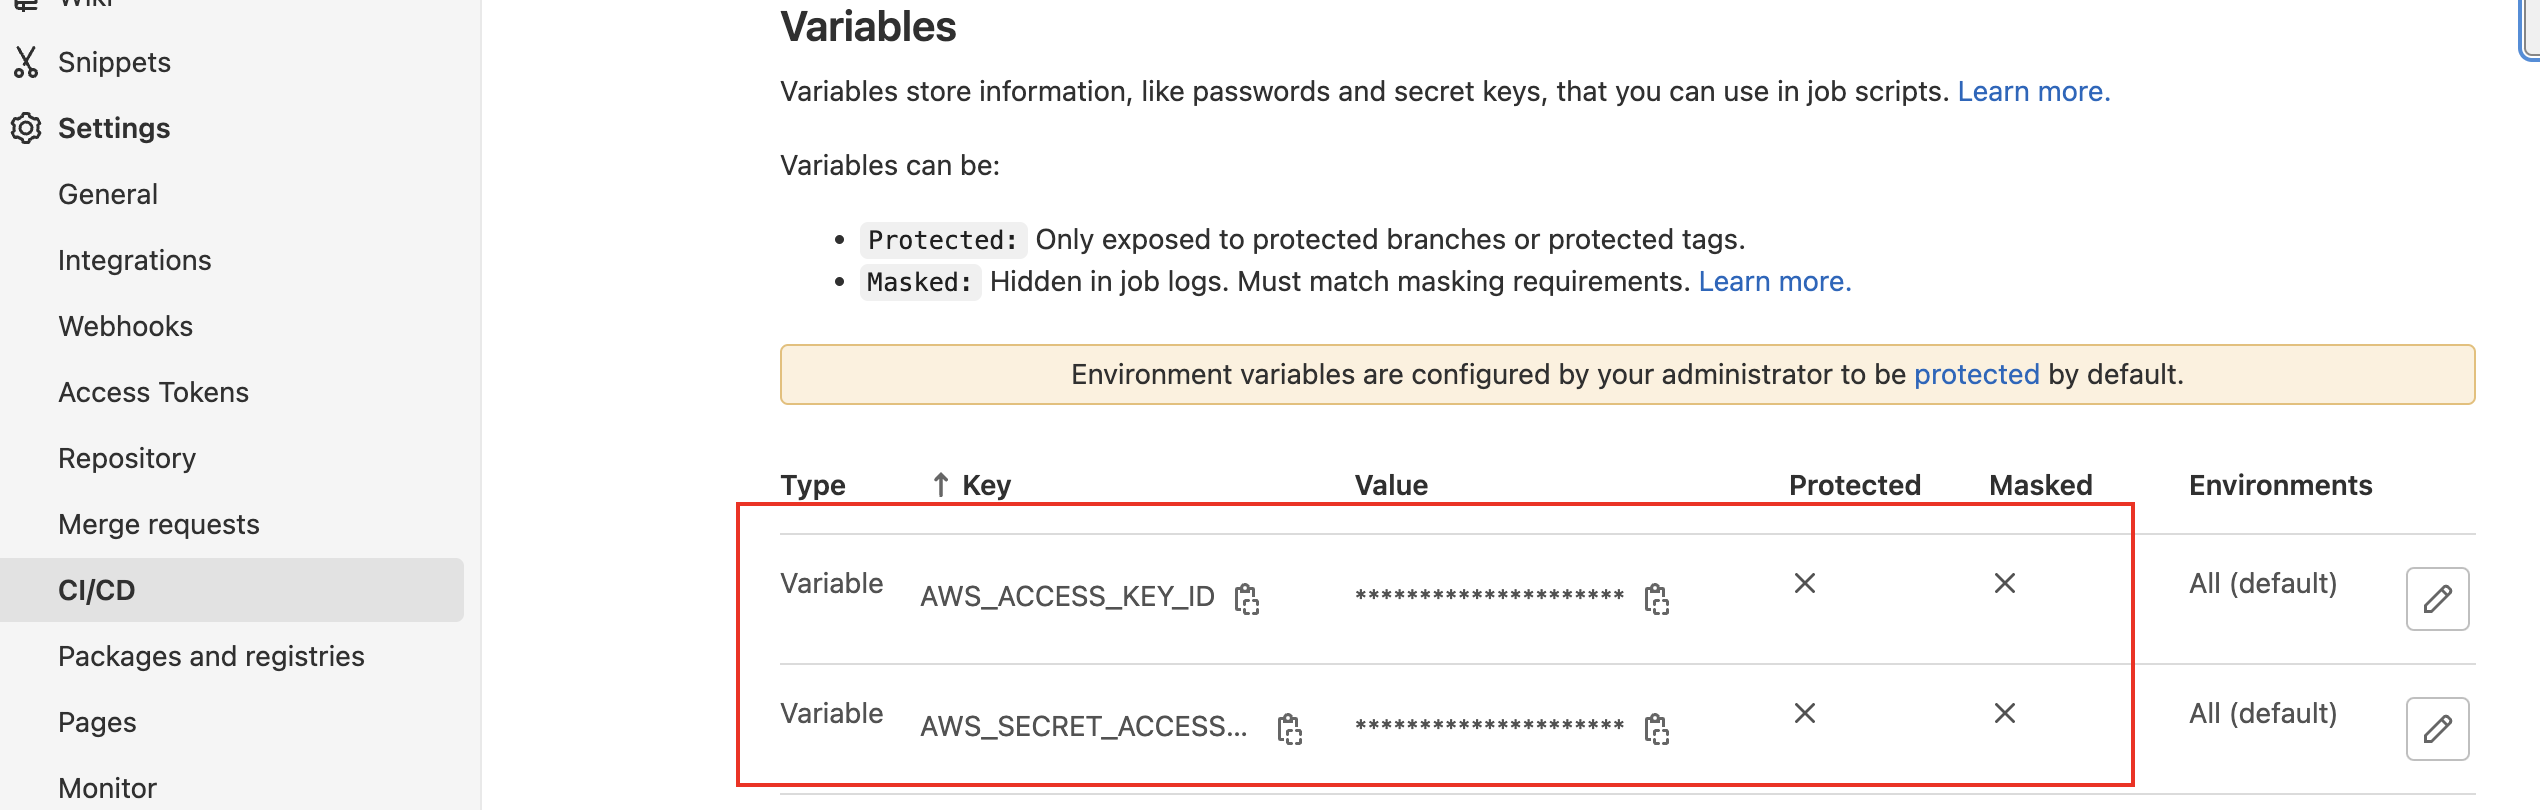 Wiki
Snippets
Settings
General
Integrations
Webhooks
Access Tokens
Repository
Merge requests
CI/CD
Packages and registries
Pages
Monitor
Variables
Variables store information, like passwords and secret keys, that you can use in job scripts. Learn more.
Variables can be:
• Protected: Only exposed to protected branches or protected tags.
• Masked: Hidden in job logs. Must match masking requirements. Learn more.
Environment variables are configured by your administrator to be protected by default.
Type ↑ Key Value Protected Masked Environments
Variable AWS_ACCESS_KEY_ID ********************* All (default)
Variable AWS_SECRET_ACCESS... ********************* All (default)